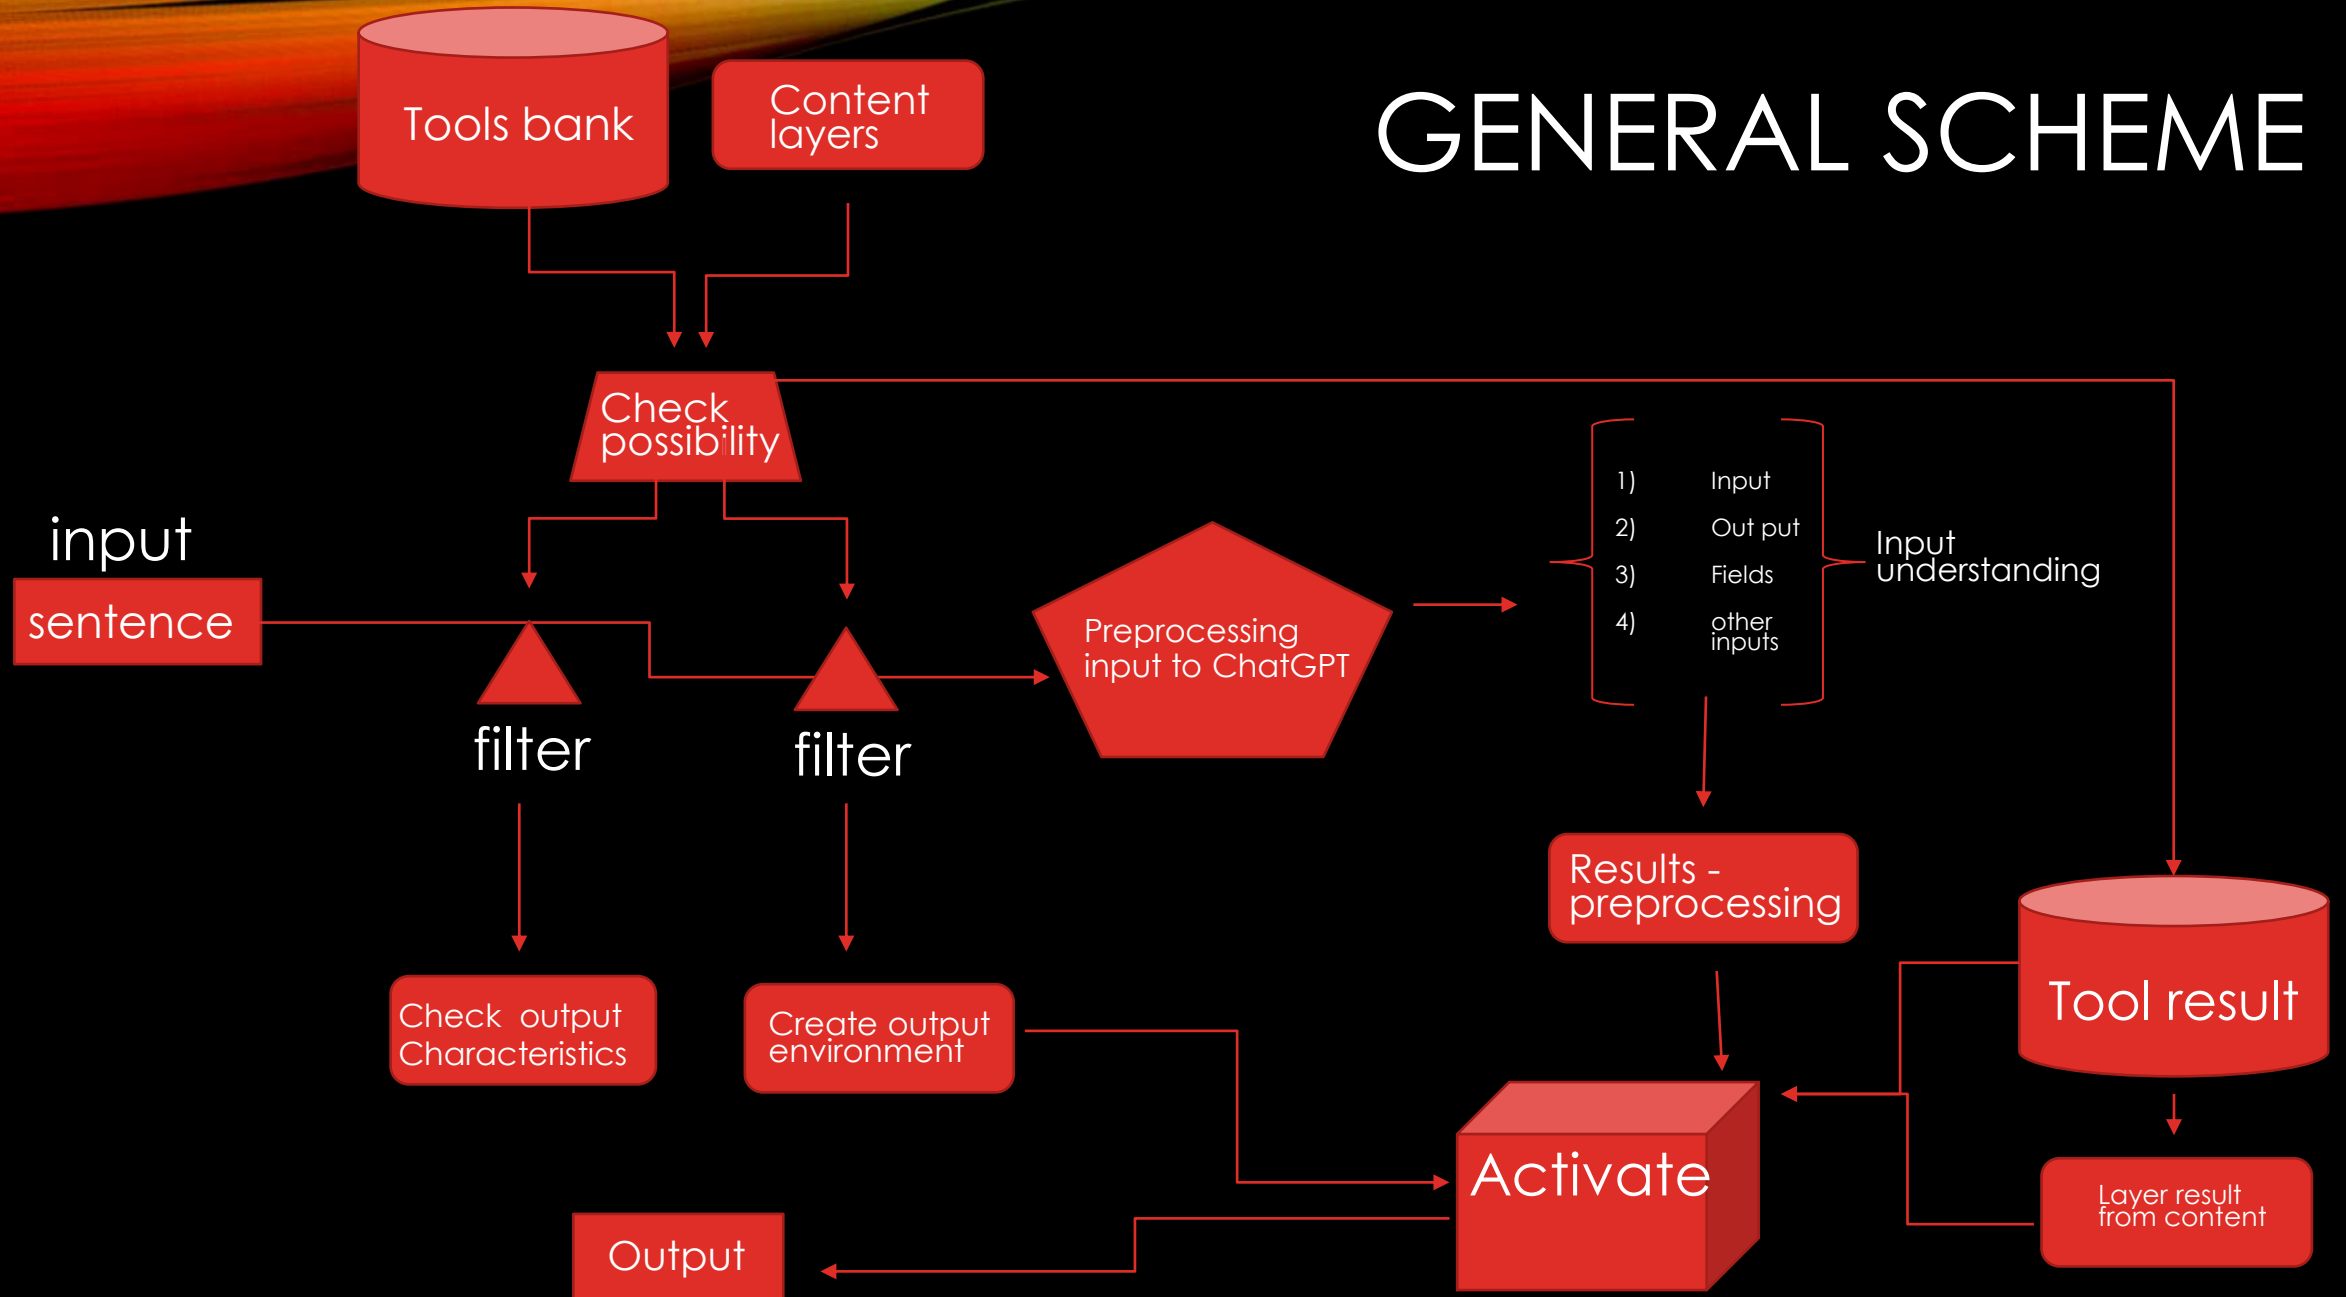 GENERAL SCHEME
Tools bank
Content
layers
Check
possibility
input
sentence
filter
filter
Preprocessing
input to ChatGPT
1) Input
2) Out put
3) Fields
4) other
inputs
Input
understanding
Results -
preprocessing
Tool result
Check output
Characteristics
Create output
environment
Activate
Layer result
from content
Output